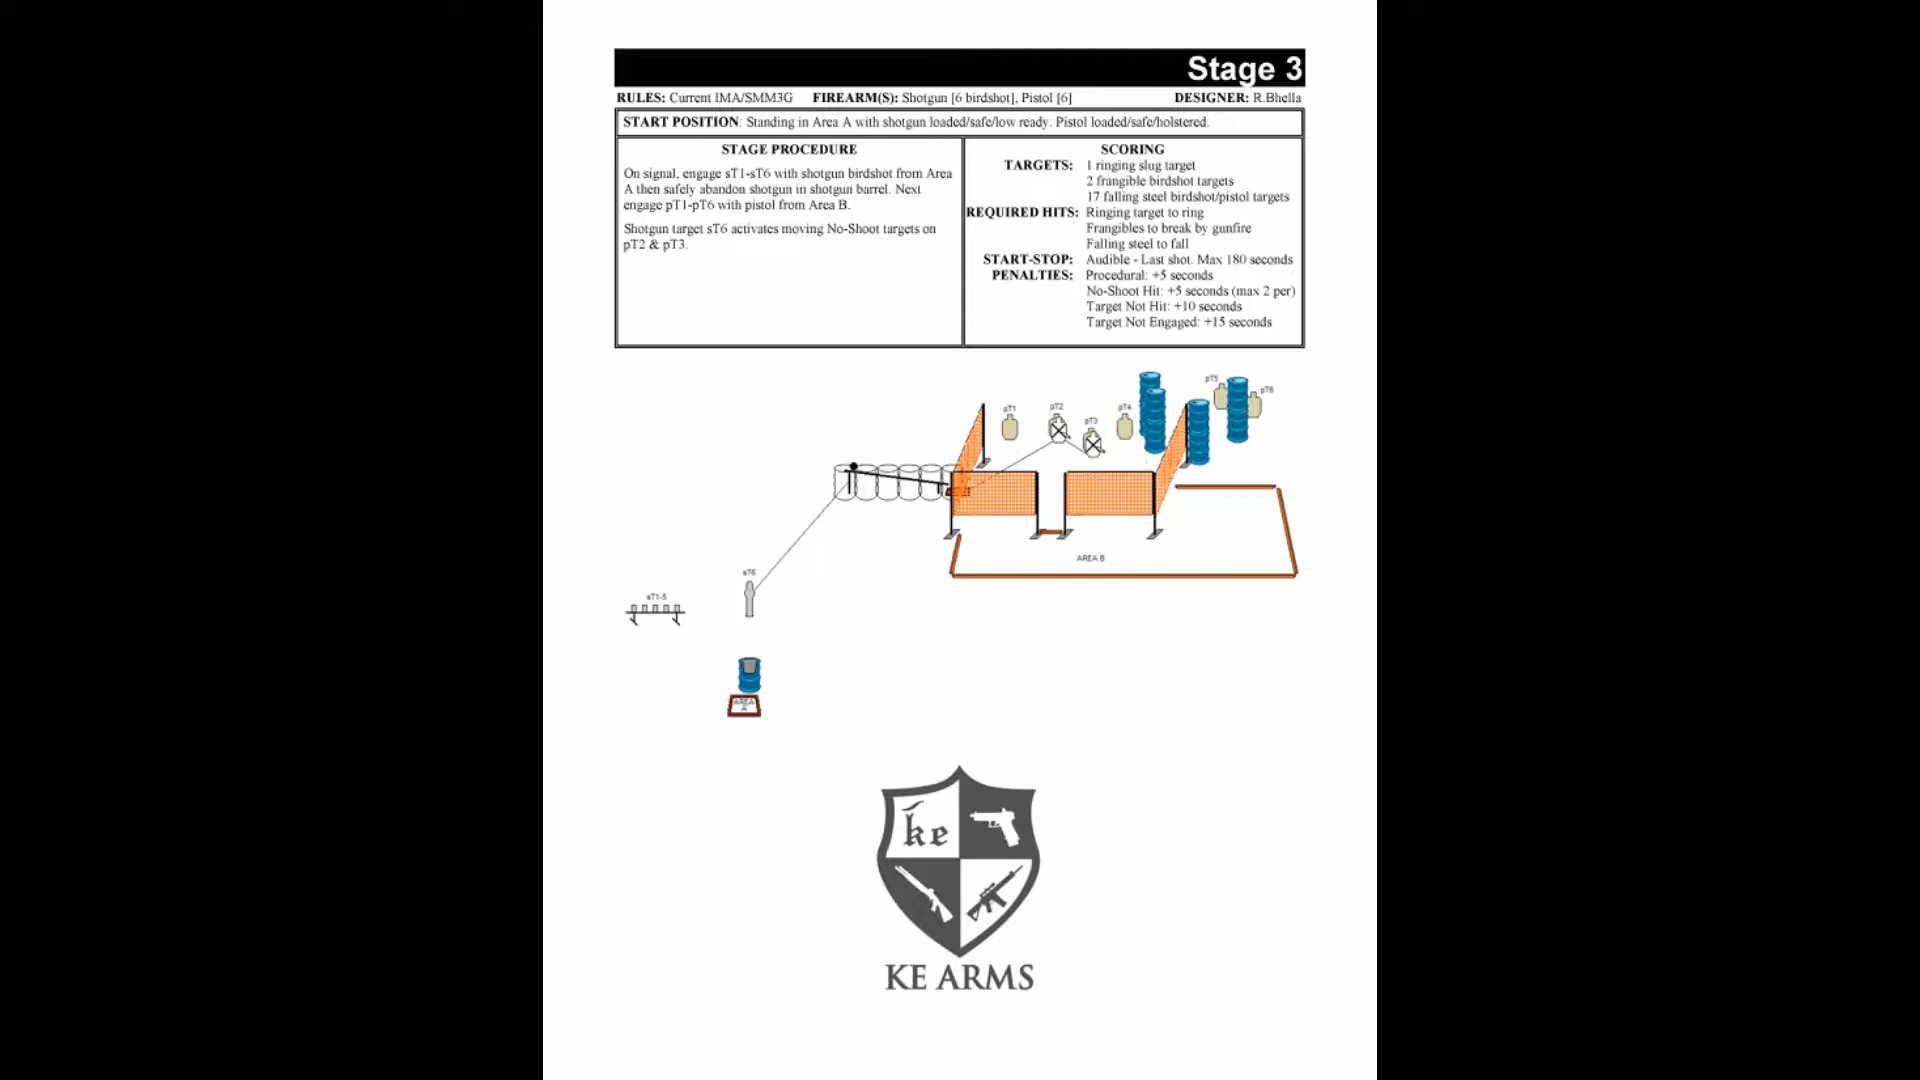 Stage 3
RULES: Current IMA/SMM3G FIREARM(S): Shotgun [6 birdshot], Pistol [6] DESIGNER: R.Bhella
START POSITION: Standing in Area A with shotgun loaded/safe/low ready. Pistol loaded/safe/holstered.
STAGE PROCEDURE
On signal, engage sT1-sT6 with shotgun birdshot from Area
A then safely abandon shotgun in shotgun barrel. Next
engage pT1-pT6 with pistol from Area B.
Shotgun target sT6 activates moving No-Shoot targets on
pT2 & pT3.
SCORING
TARGETS: 1 ringing slug target
2 frangible birdshot targets
17 falling steel birdshot/pistol targets
REQUIRED HITS: Ringing target to ring
Frangibles to break by gunfire
Falling steel to fall
START-STOP: Audible - Last shot. Max 180 seconds
PENALTIES: Procedural: +5 seconds
No-Shoot Hit: +5 seconds (max 2 per)
Target Not Hit: +10 seconds
Target Not Engaged: +15 seconds
pT1
pT2
pT3
pT4
pT5
pT6
AREA B
sT6
sT1-5
AREA
A
ke
KE ARMS